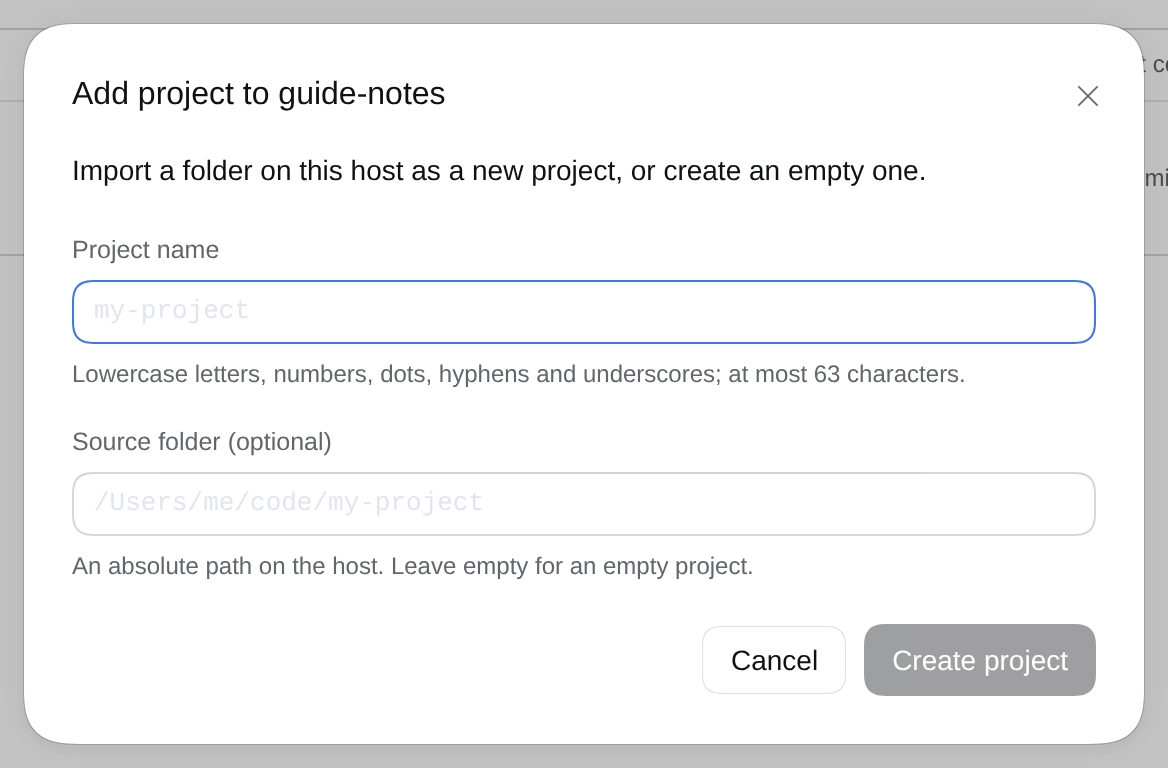 Add project to guide-notes
Import a folder on this host as a new project, or create an empty one.
Project name
my-project
Lowercase letters, numbers, dots, hyphens and underscores; at most 63 characters.
Source folder (optional)
/Users/me/code/my-project
An absolute path on the host. Leave empty for an empty project.
Cancel
Create project